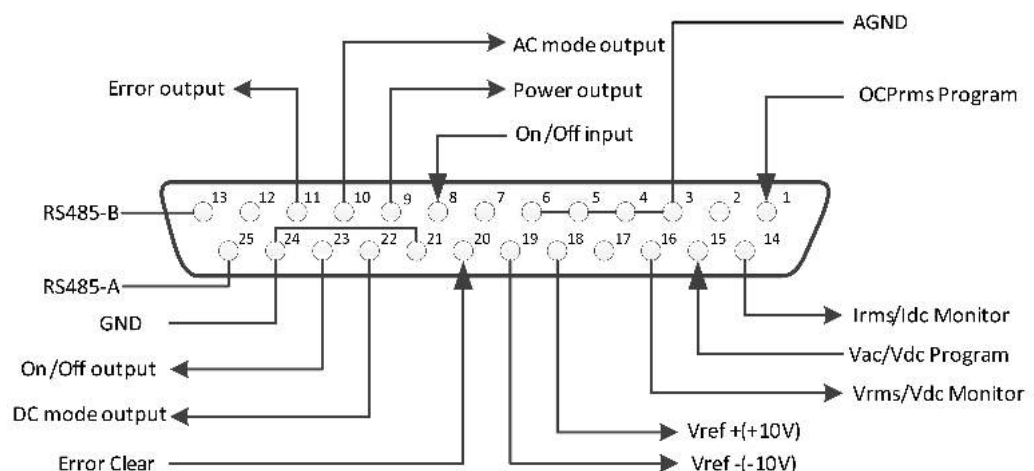 AGND
AC mode output
Error output
Power output
OCPrms Program
On/Off input
13 12 11 10 9 8 7 6 5 4 3 2 1
RS485-B
25 24 23 22 21 20 19 18 17 16 15 14
RS485-A
GND
Irms/Idc Monitor
Vac/Vdc Program
On/Off output
Vrms/Vdc Monitor
DC mode output
Vref +(+10V)
Error Clear
Vref -(-10V)